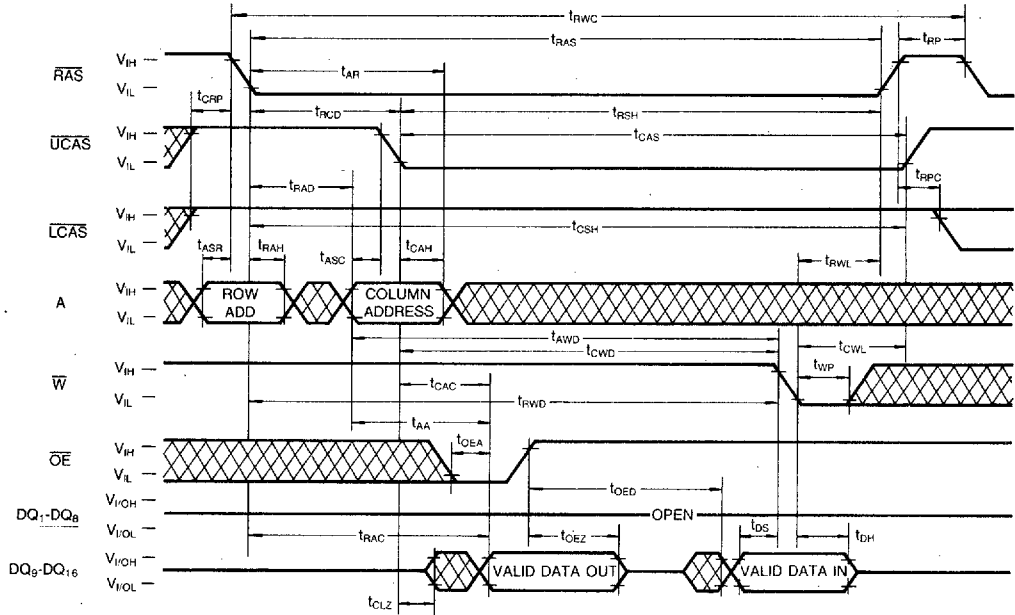 tRWC
tRAS
tRP
RAS
VIH
VIL
tAR
tCRP
tRCD
tRSH
UCAS
VIH
VIL
tCAS
tRAD
tRPC
LCAS
VIH
VIL
tCSH
tASR
tRAH
tASC
tCAH
tRWL
A
VIH
VIL
ROW
ADD
COLUMN
ADDRESS
tAWD
tCWD
tCWL
W
VIH
VIL
tCAC
tWP
tRWD
tAA
OE
VIH
VIL
tOEA
tOED
DQ1-DQ8
VI/OH
VI/OL
OPEN
tRAC
tOEZ
tDS
tDH
DQ9-DQ16
VI/OH
VI/OL
VALID DATA OUT
VALID DATA IN
tCLZ